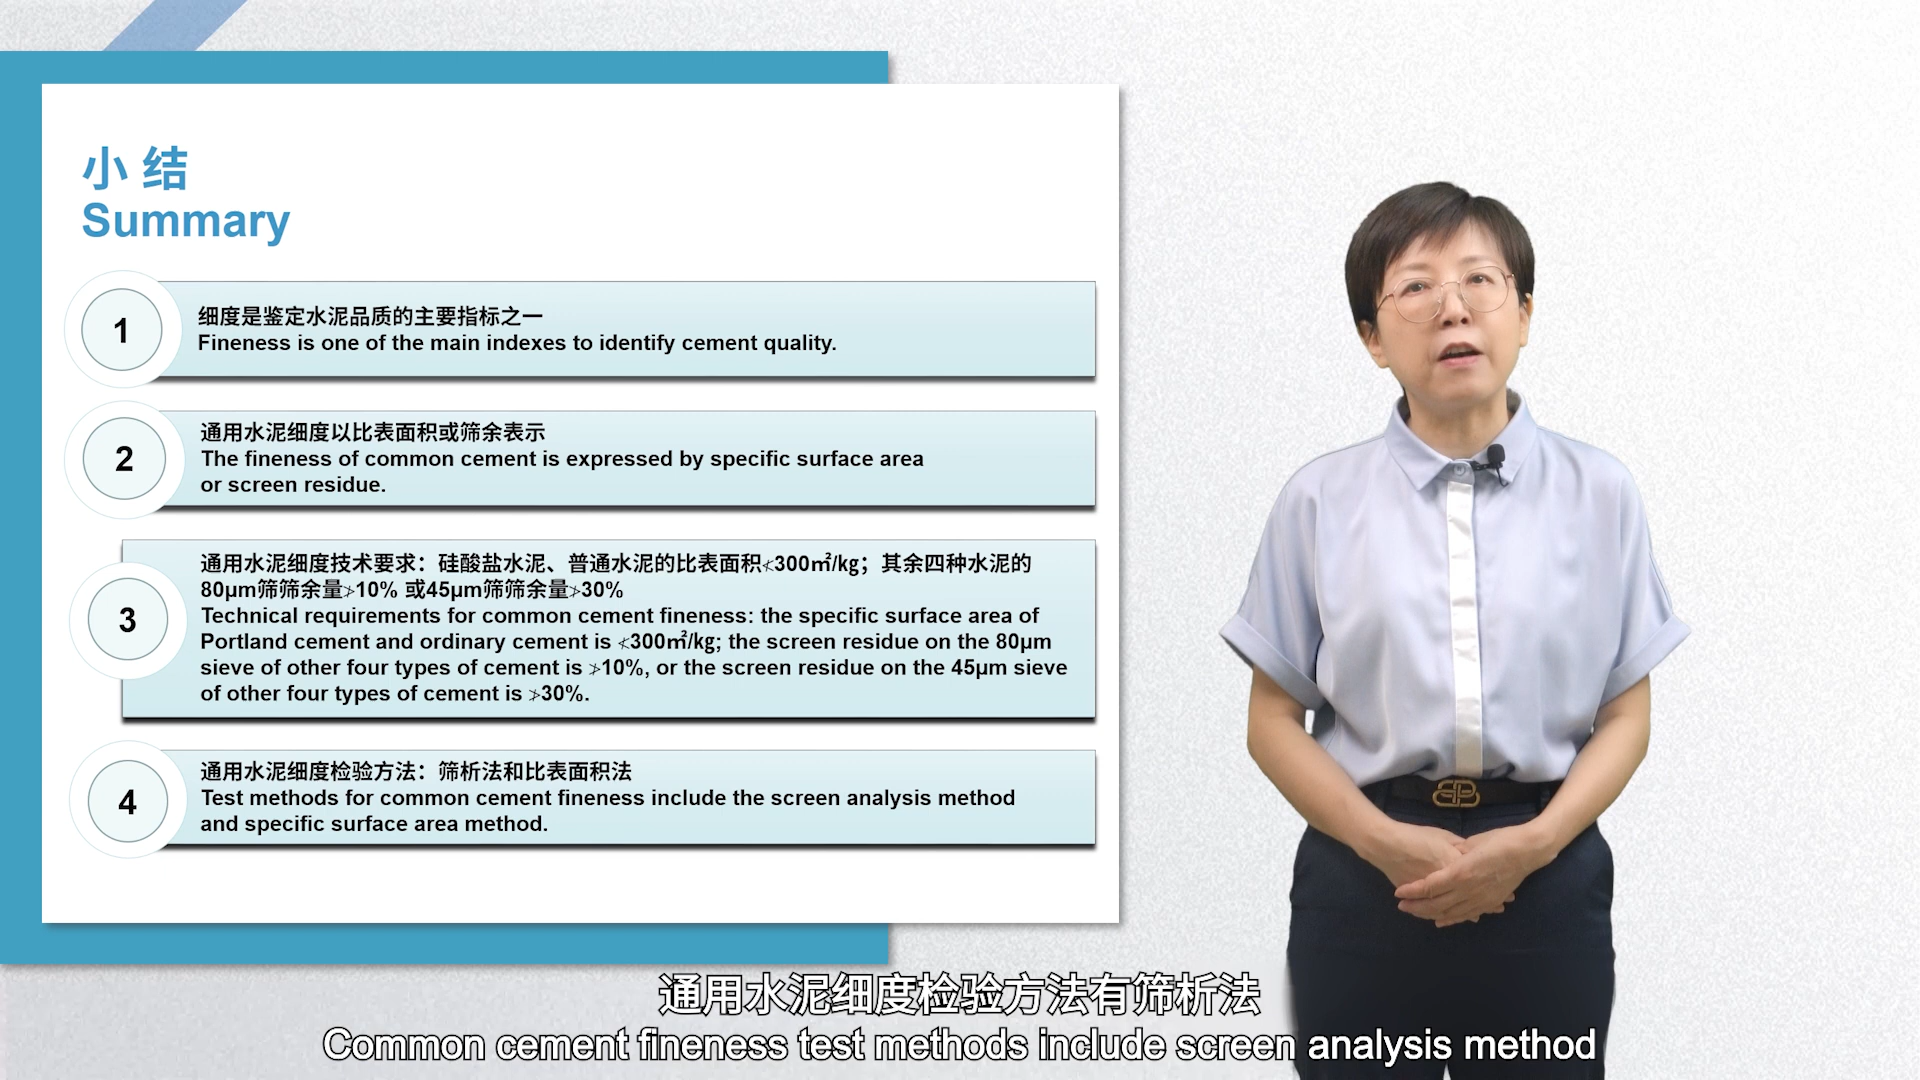 小 结
Summary
1
细度是鉴定水泥品质的主要指标之一
Fineness is one of the main indexes to identify cement quality.
2
通用水泥细度以比表面积或筛余表示
The fineness of common cement is expressed by specific surface area
or screen residue.
3
通用水泥细度技术要求：硅酸盐水泥、普通水泥的比表面积≮300㎡/kg；其余四种水泥的
80μm筛筛余量≯10% 或45μm筛筛余量≯30%
Technical requirements for common cement fineness: the specific surface area of
Portland cement and ordinary cement is ≮300㎡/kg; the screen residue on the 80μm
sieve of other four types of cement is ≯10%, or the screen residue on the 45μm sieve
of other four types of cement is ≯30%.
4
通用水泥细度检验方法：筛析法和比表面积法
Test methods for common cement fineness include the screen analysis method
and specific surface area method.
通用水泥细度检验方法有筛析法
Common cement fineness test methods include screen analysis method